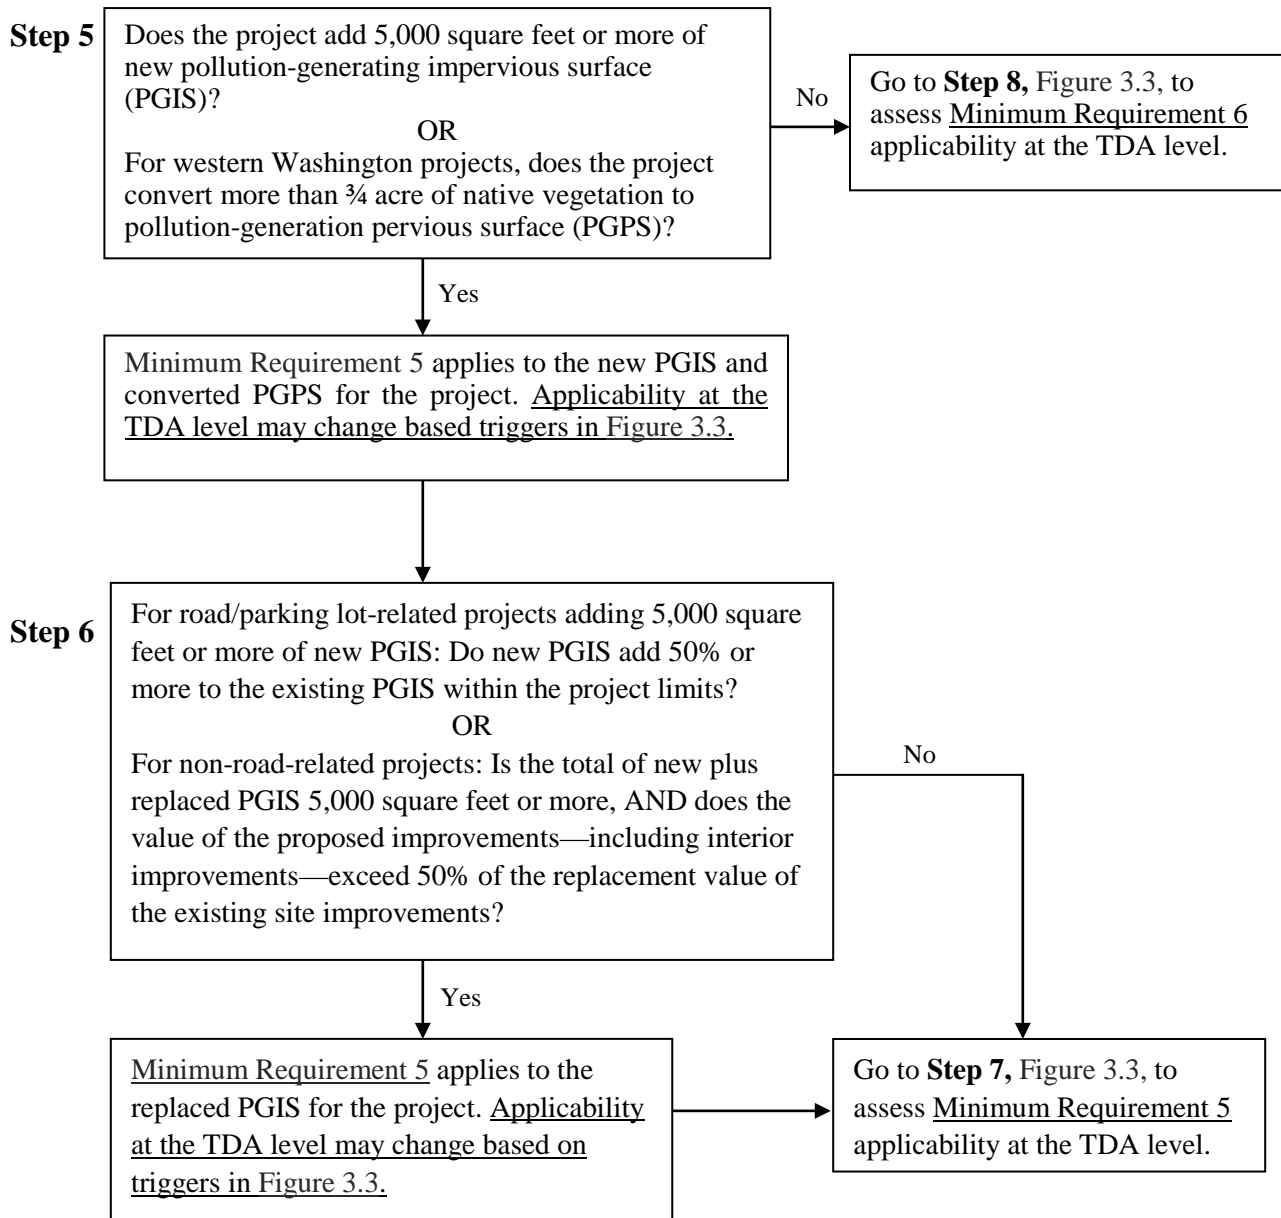 Step 5
Does the project add 5,000 square feet or more of
new pollution-generating impervious surface
(PGIS)?
OR
For western Washington projects, does the project
convert more than ¾ acre of native vegetation to
pollution-generation pervious surface (PGPS)?
No
Go to Step 8, Figure 3.3, to
assess Minimum Requirement 6
applicability at the TDA level.
Yes
Minimum Requirement 5 applies to the new PGIS and
converted PGPS for the project. Applicability at the
TDA level may change based triggers in Figure 3.3.
Step 6
For road/parking lot-related projects adding 5,000 square
feet or more of new PGIS: Do new PGIS add 50% or
more to the existing PGIS within the project limits?
OR
For non-road-related projects: Is the total of new plus
replaced PGIS 5,000 square feet or more, AND does the
value of the proposed improvements—including interior
improvements—exceed 50% of the replacement value of
the existing site improvements?
No
Yes
Minimum Requirement 5 applies to the
replaced PGIS for the project. Applicability
at the TDA level may change based on
triggers in Figure 3.3.
Go to Step 7, Figure 3.3, to
assess Minimum Requirement 5
applicability at the TDA level.